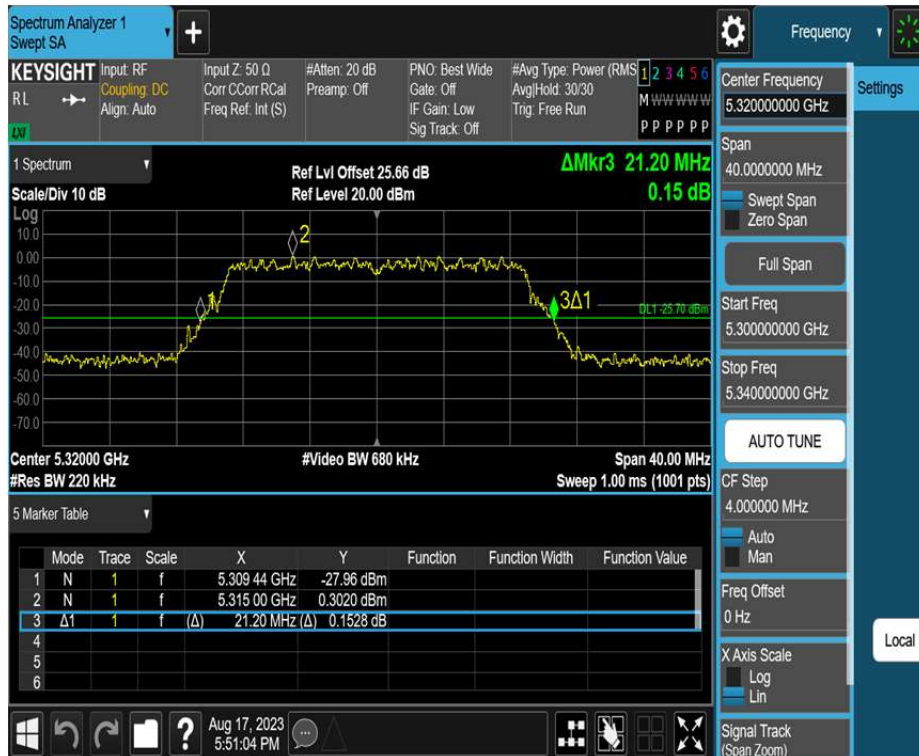 Spectrum Analyzer 1
Swept SA
+
Frequency
KEYSIGHT
RL
LXI
Input: RF
Coupling: DC
Align: Auto
Input Z: 50 Ω
Corr CCorr RCal
Freq Ref: Int (S)
#Atten: 20 dB
Preamp: Off
PNO: Best Wide
Gate: Off
IF Gain: Low
Sig Track: Off
#Avg Type: Power (RMS
Avg|Hold: 30/30
Trig: Free Run
1 2 3 4 5 6
M W W W W W
P P P P P P
1 Spectrum
Scale/Div 10 dB
Ref Lvl Offset 25.66 dB
Ref Level 20.00 dBm
ΔMkr3 21.20 MHz
0.15 dB
Log
10.0
0.00
-10.0
-20.0
-30.0
-40.0
-50.0
-60.0
-70.0
2
1
3Δ1
DL1 -25.70 dBm
Center 5.32000 GHz
#Video BW 680 kHz
Span 40.00 MHz
#Res BW 220 kHz
Sweep 1.00 ms (1001 pts)
5 Marker Table
Mode Trace Scale X Y Function Function Width Function Value
1 N 1 f 5.309 44 GHz -27.96 dBm
2 N 1 f 5.315 00 GHz 0.3020 dBm
3 Δ1 1 f (Δ) 21.20 MHz (Δ) 0.1528 dB
4
5
6
?
Aug 17, 2023
5:51:04 PM
Center Frequency
5.320000000 GHz
Span
40.0000000 MHz
Swept Span
Zero Span
Full Span
Start Freq
5.300000000 GHz
Stop Freq
5.340000000 GHz
AUTO TUNE
CF Step
4.000000 MHz
Auto
Man
Freq Offset
0 Hz
X Axis Scale
Log
Lin
Signal Track
(Span Zoom)
Settings
Local